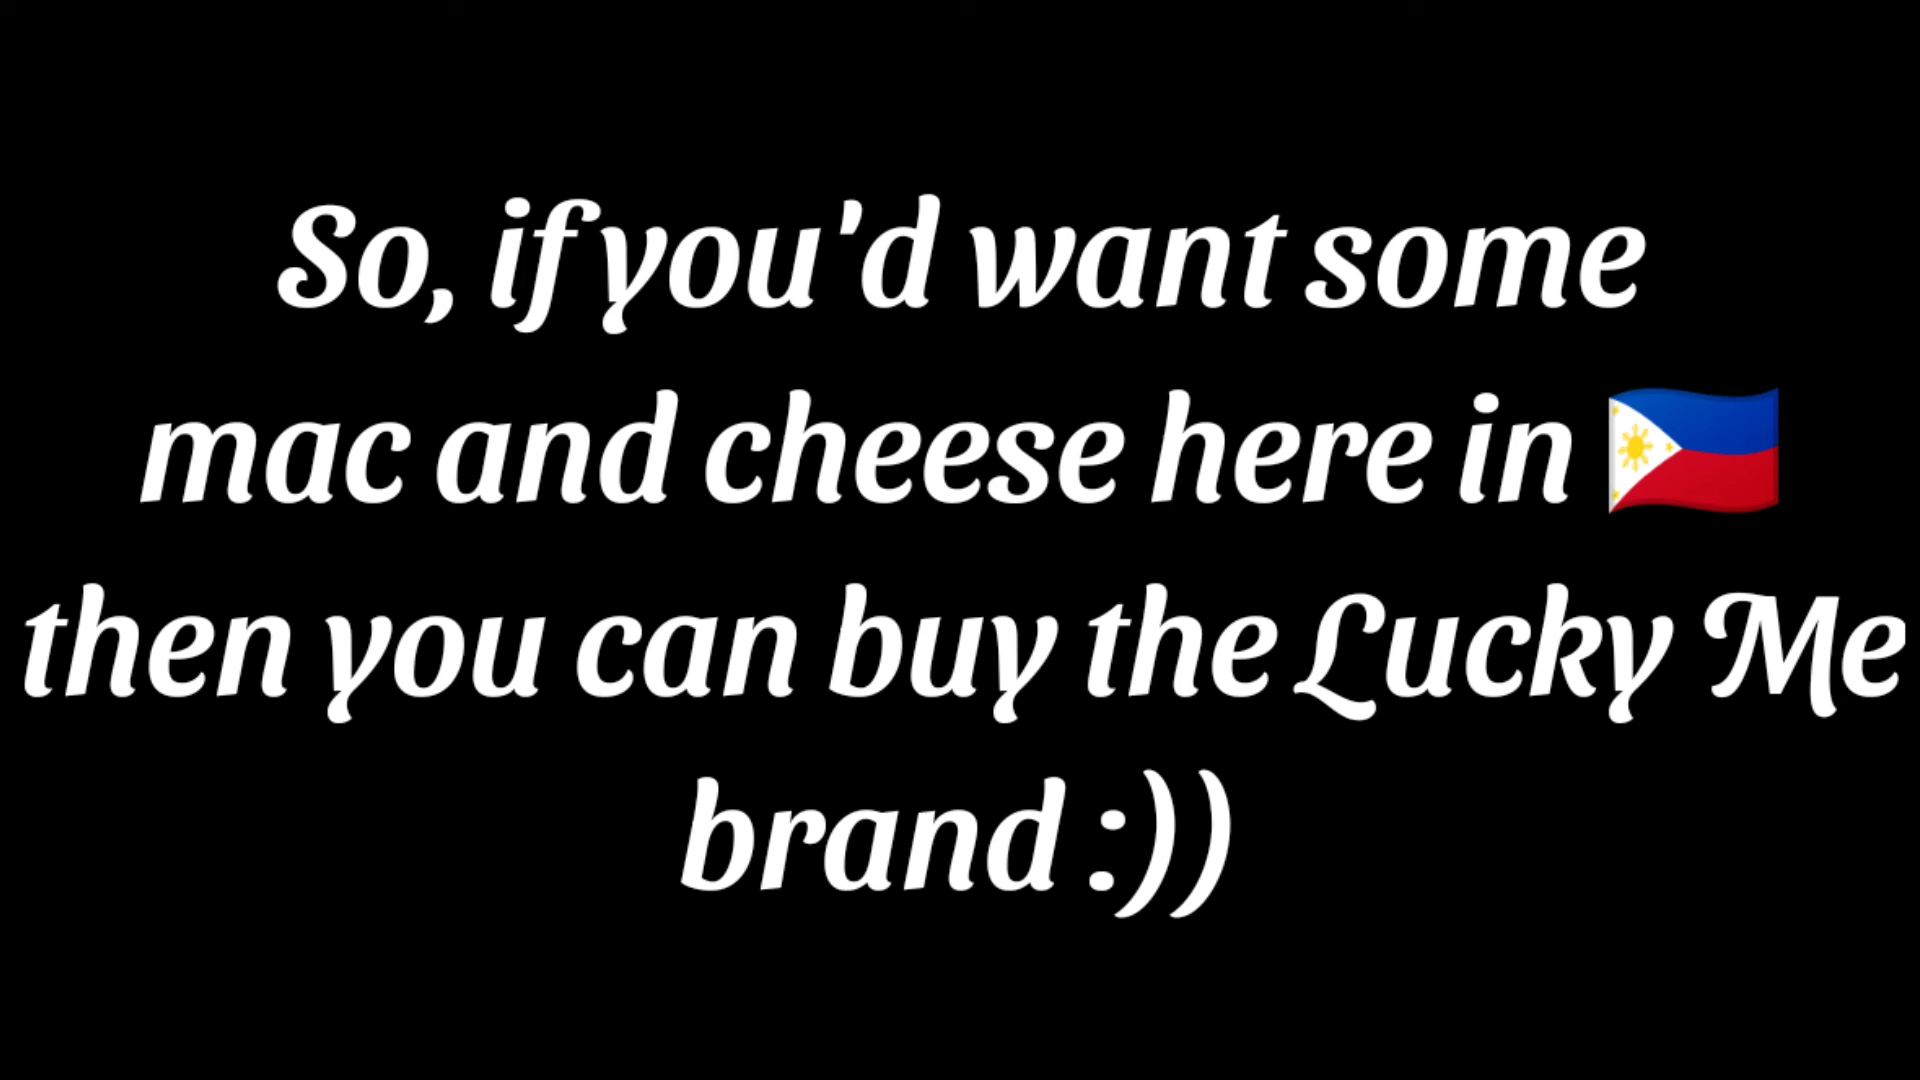 So, if you'd want some
mac and cheese here in 🇵🇭
then you can buy the Lucky Me
brand :))